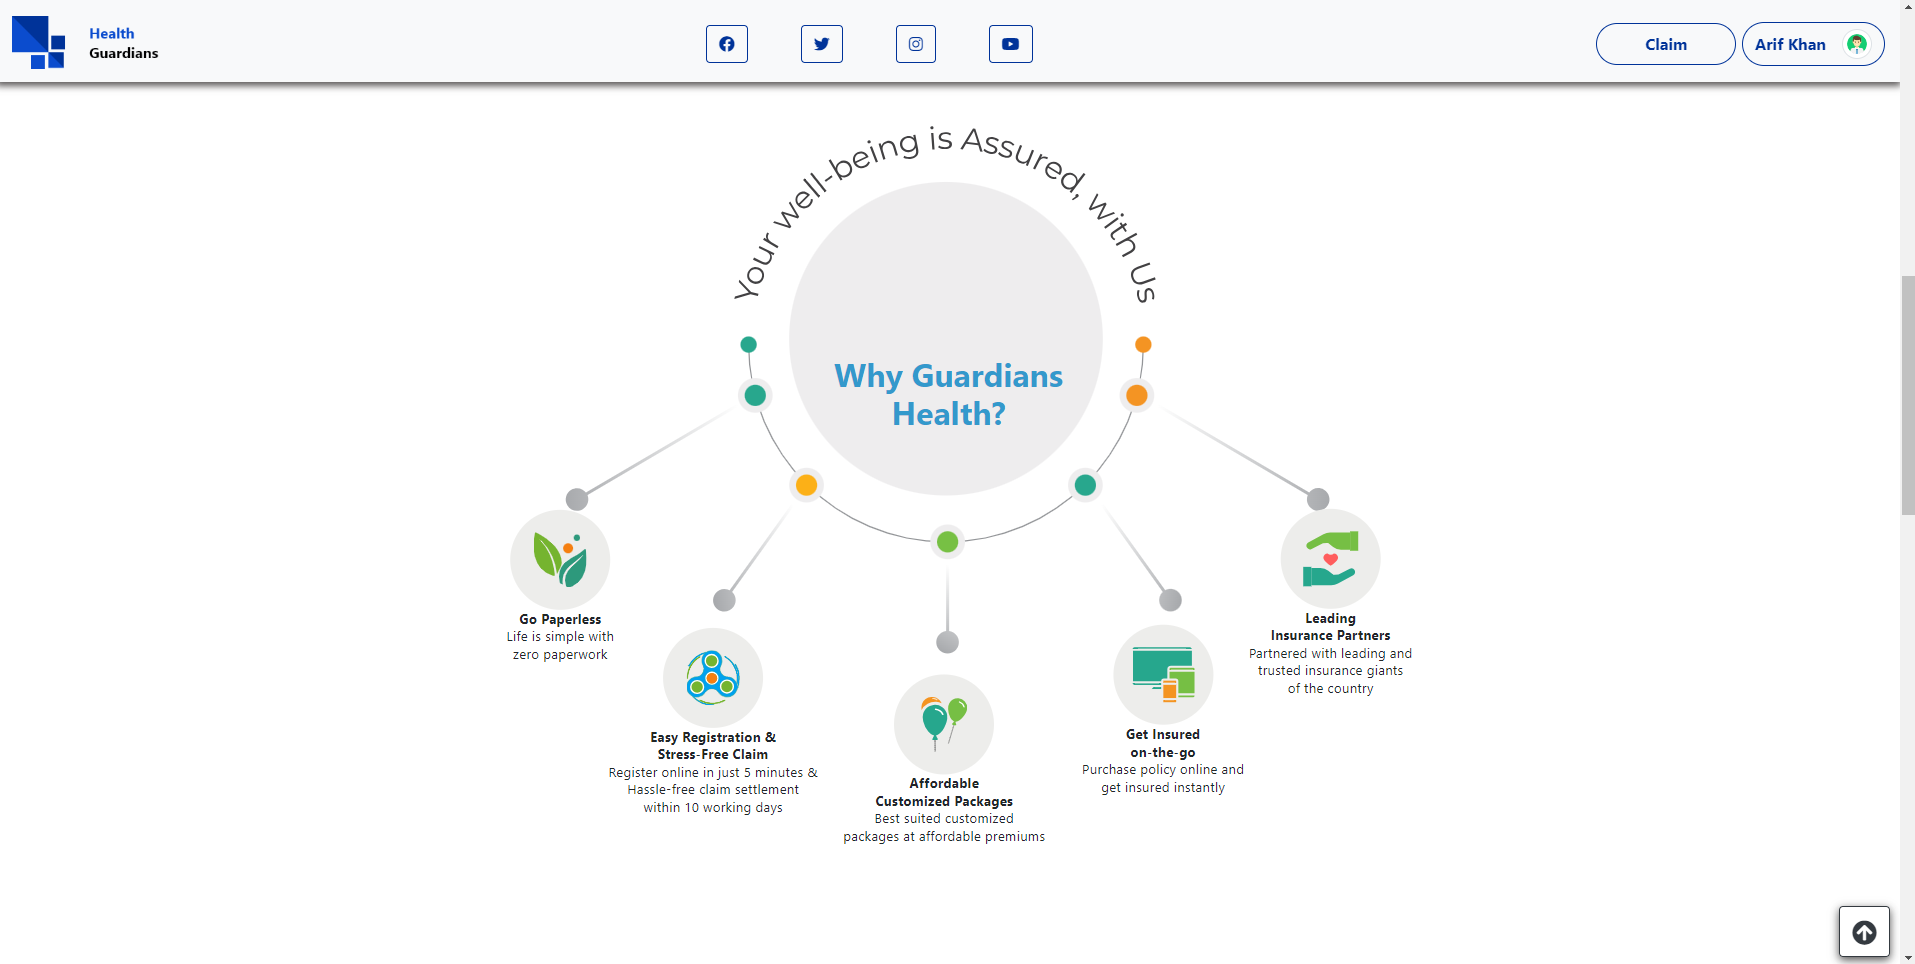 Health
Guardians
Claim
Arif Khan
Your well-being is Assured, with Us
Why Guardians
Health?
Go Paperless
Life is simple with
zero paperwork
Easy Registration &
Stress-Free Claim
Register online in just 5 minutes &
Hassle-free claim settlement
within 10 working days
Affordable
Customized Packages
Best suited customized
packages at affordable premiums
Get Insured
on-the-go
Purchase policy online and
get insured instantly
Leading
Insurance Partners
Partnered with leading and
trusted insurance giants
of the country